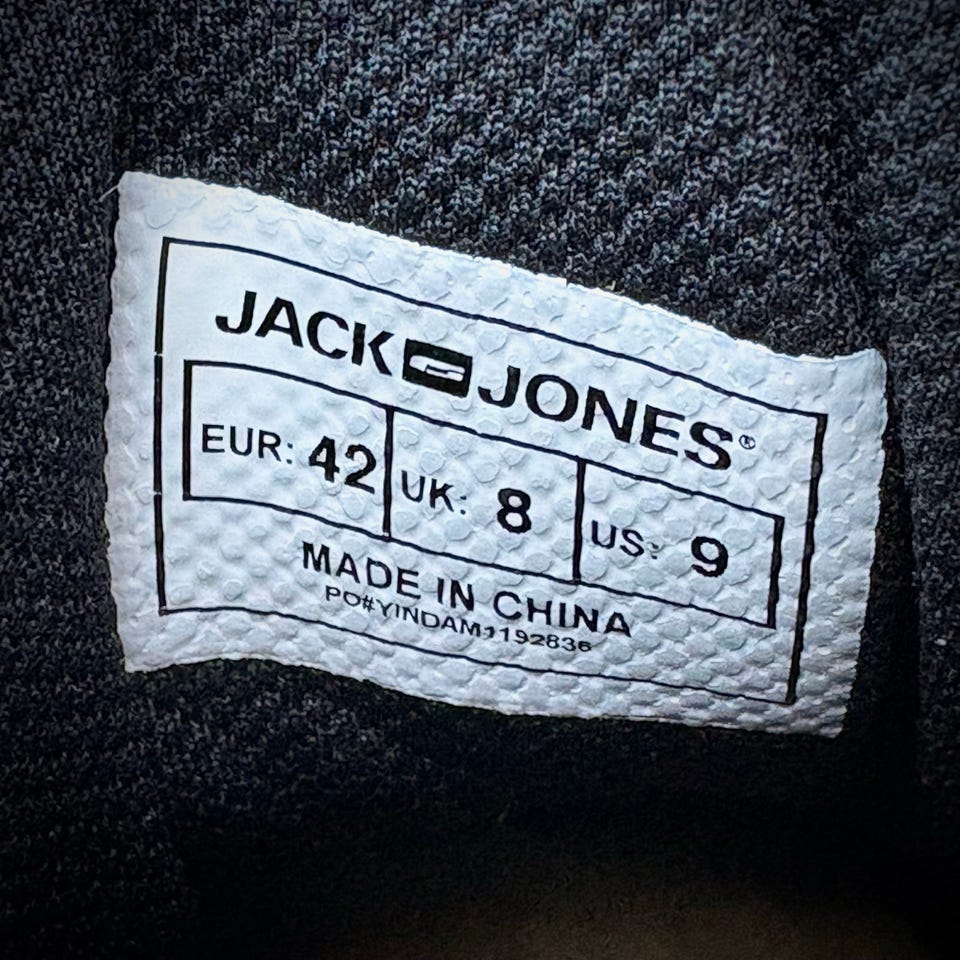 JACK JONES®
EUR: 42 UK: 8 US: 9
MADE IN CHINA
PO#YINDAM1192836